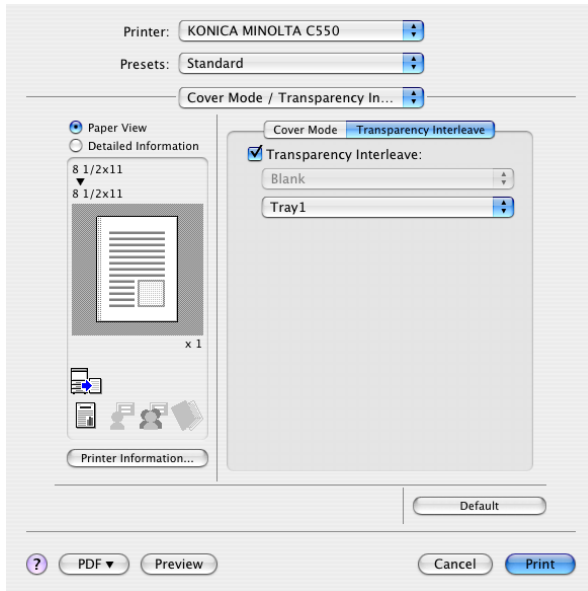 Printer: KONICA MINOLTA C550
Presets: Standard
Cover Mode / Transparency In...
Paper View
Detailed Information
8 1/2x11
8 1/2x11
x 1
Printer Information...
Cover Mode Transparency Interleave
Transparency Interleave:
Blank
Tray1
Default
? PDF Preview Cancel Print